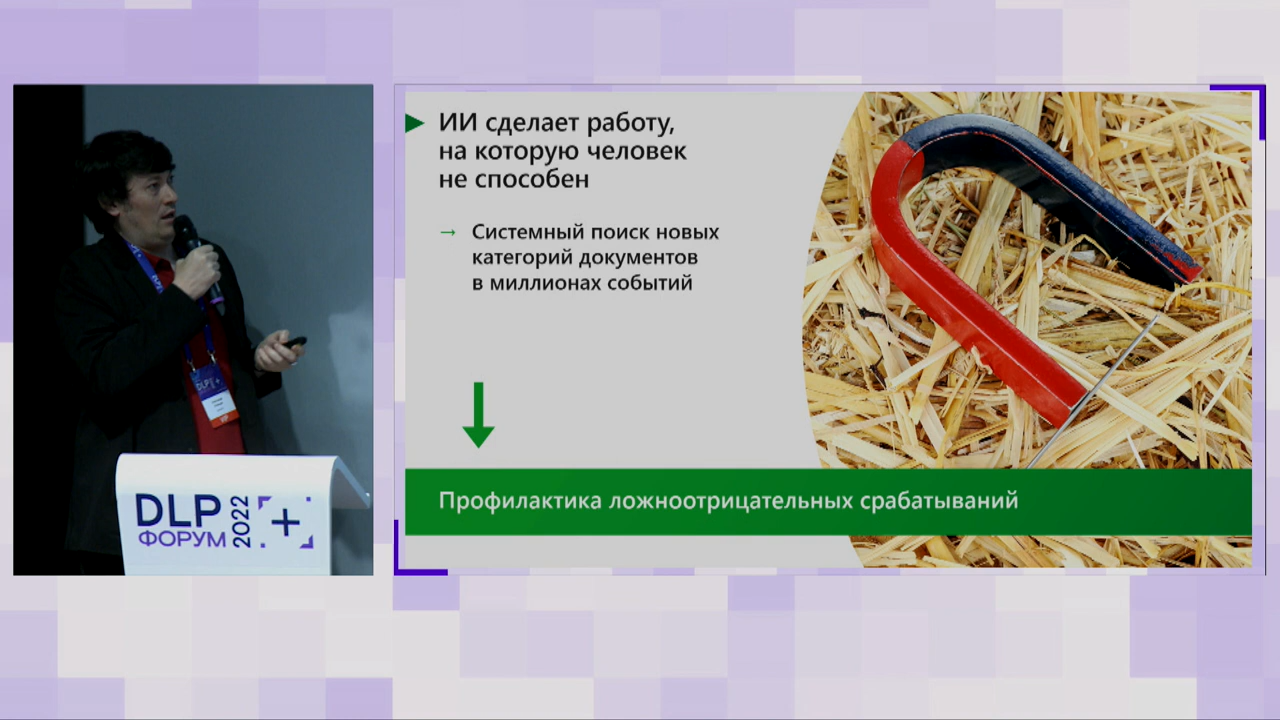 ИИ сделает работу,
на которую человек
не способен
→ Системный поиск новых
категорий документов
в миллионах событий
Профилактика ложноотрицательных срабатываний
DLP
ФОРУМ
2022
DLP